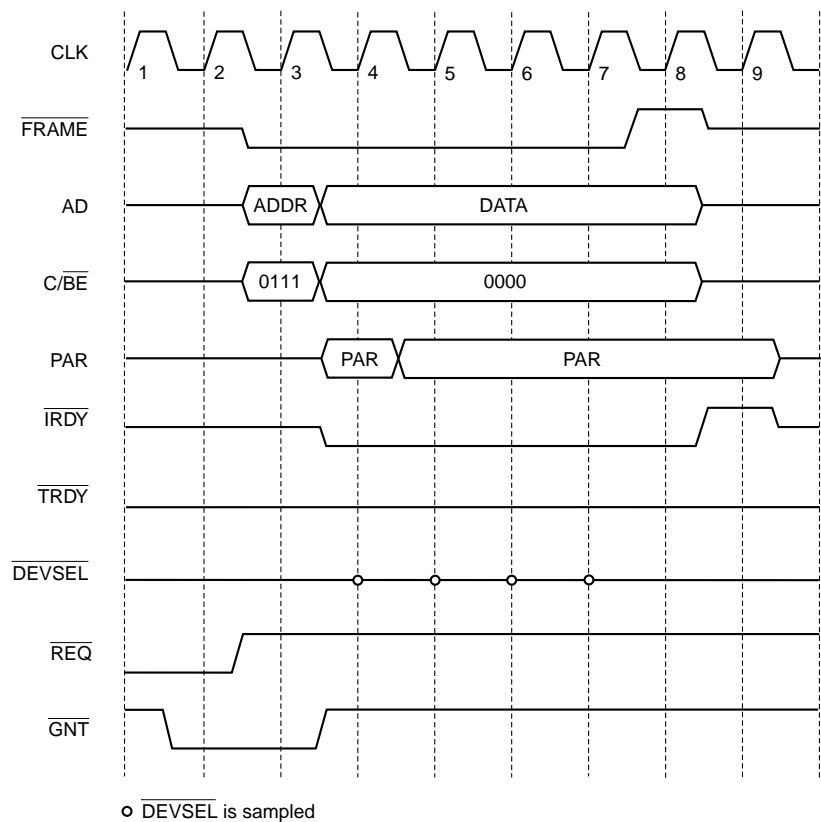 CLK
1 2 3 4 5 6 7 8 9
FRAME
AD
ADDR DATA
C/BE
0111 0000
PAR
PAR PAR
IRDY
TRDY
DEVSEL
REQ
GNT
DEVSEL is sampled